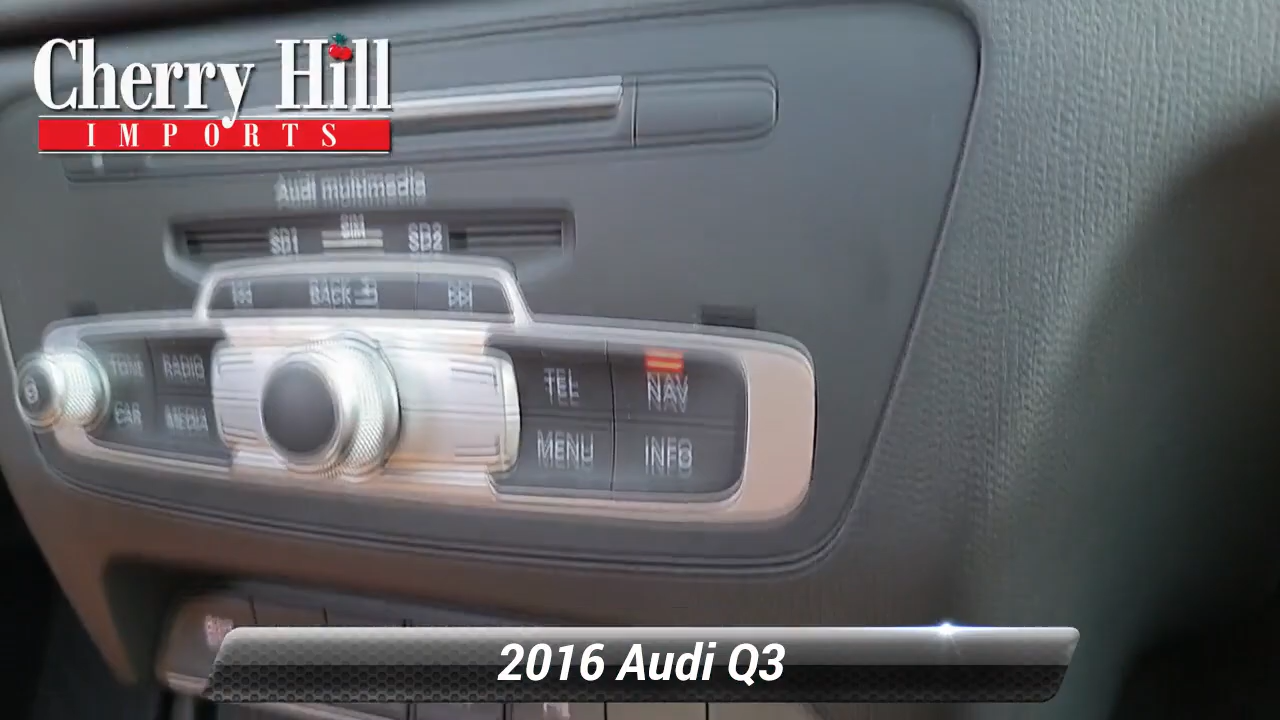 Cherry Hill
IMPORTS
Audi multimedia
SD1 SIM SD2
BACK
TONE RADIO
TEL NAV
CAR MEDIA
MENU INFO
2016 Audi Q3